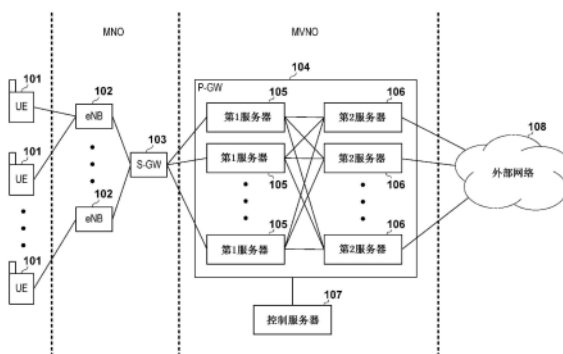 MNO
MVNO
101
UE
101
UE
101
UE
102
eNB
102
eNB
103
S-GW
104
P-GW
105
第1服务器
第1服务器
105
105
第1服务器
106
第2服务器
第2服务器
106
106
第2服务器
107
控制服务器
108
外部网络